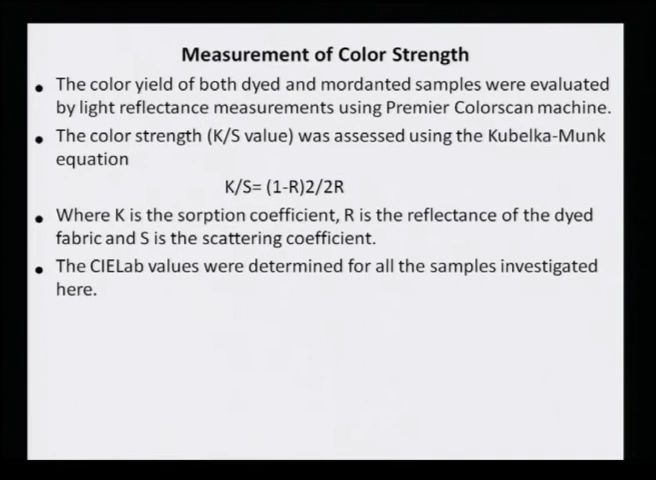 Measurement of Color Strength
• The color yield of both dyed and mordanted samples were evaluated
by light reflectance measurements using Premier Colorscan machine.
• The color strength (K/S value) was assessed using the Kubelka-Munk
equation
K/S= (1-R)2/2R
• Where K is the sorption coefficient, R is the reflectance of the dyed
fabric and S is the scattering coefficient.
• The CIELab values were determined for all the samples investigated
here.